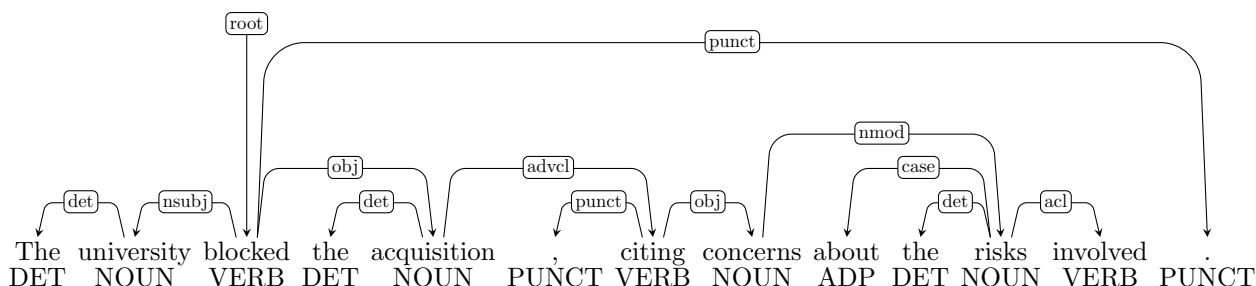 root
punct
nmod
obj advcl case
det nsubj det punct obj det acl
The university blocked the acquisition , citing concerns about the risks involved .
DET NOUN VERB DET NOUN PUNCT VERB NOUN ADP DET NOUN VERB PUNCT